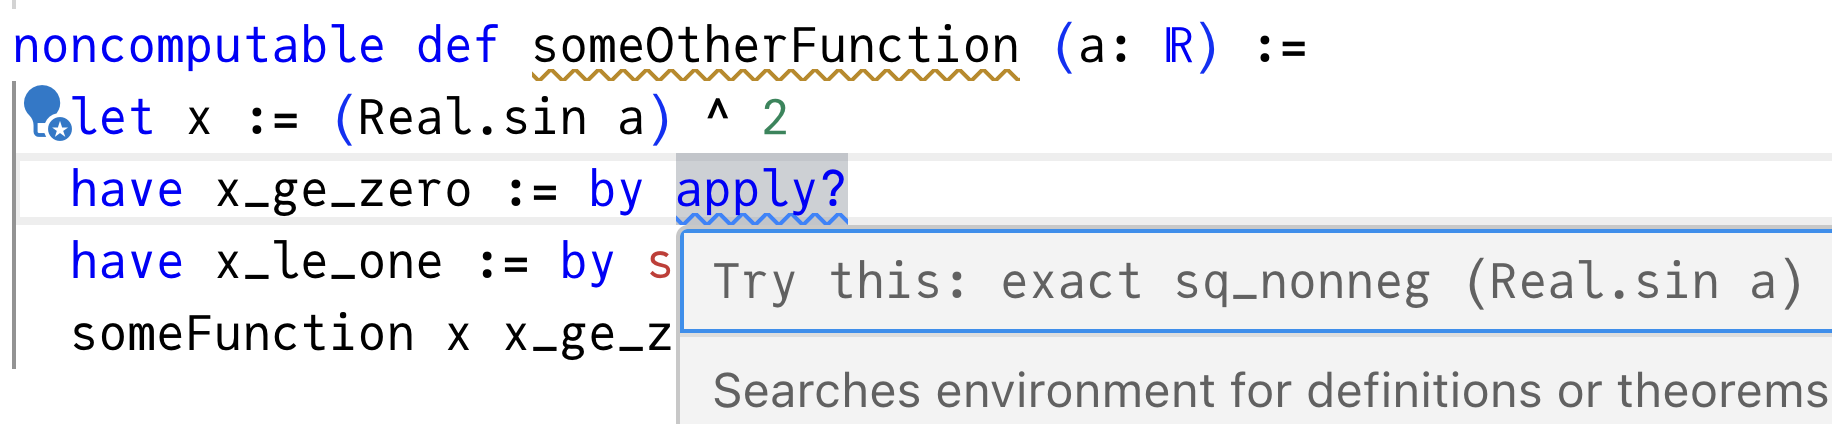 noncomputable def someOtherFunction (a: ℝ) :=
let x := (Real.sin a) ^ 2
have x_ge_zero := by apply?
have x_le_one := by s
Try this: exact sq_nonneg (Real.sin a)
someFunction x x_ge_z
Searches environment for definitions or theorems